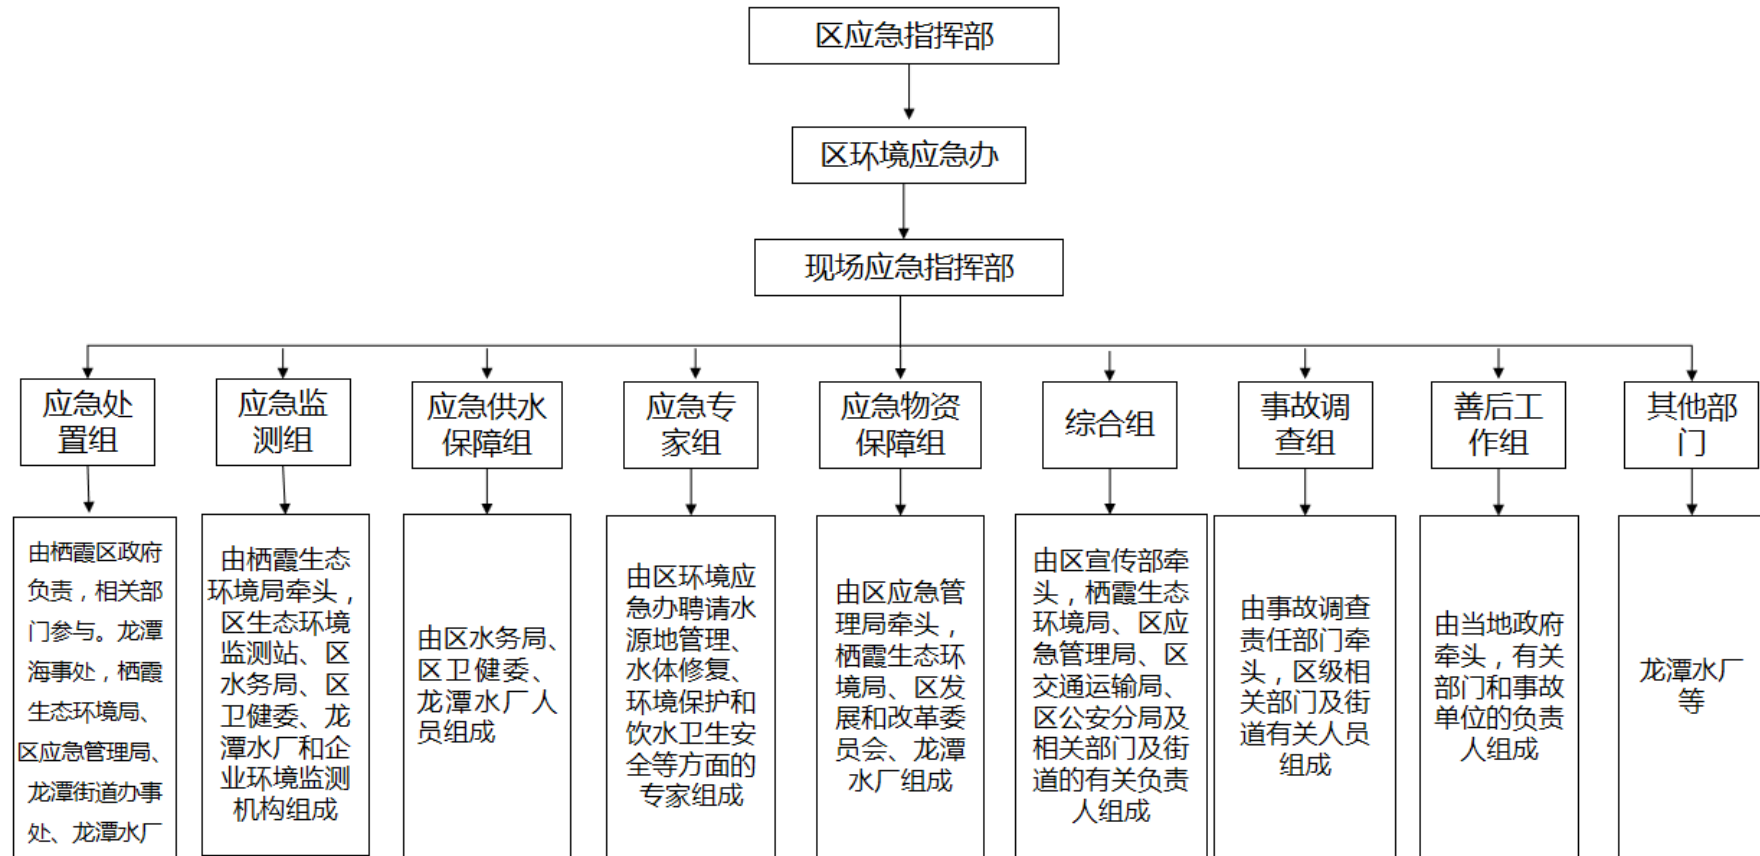 区应急指挥部
区环境应急办
现场应急指挥部
应急处
置组
应急监
测组
应急供水
保障组
应急专
家组
应急物资
保障组
综合组
事故调
查组
善后工
作组
其他部
门
由栖霞区政府
负责，相关部
门参与。龙潭
海事处，栖霞
生态环境局、
区应急管理局、
龙潭街道办事
处、龙潭水厂
由栖霞生态
环境局牵头，
区生态环境
监测站、区
水务局、区
卫健委、龙
潭水厂和企
业环境监测
机构组成
由区水务局、
区卫健委、
龙潭水厂人
员组成
由区环境应
急办聘请水
源地管理、
水体修复、
环境保护和
饮水卫生安
全等方面的
专家组成
由区应急管
理局牵头，
栖霞生态环
境局、区发
展和改革委
员会、龙潭
水厂组成
由区宣传部牵
头，栖霞生态
环境局、区应
急管理局、区
交通运输局、
区公安分局及
相关部门及街
道的有关负责
人组成
由事故调查
责任部门牵
头，区级相
关部门及街
道有关人员
组成
由当地政府
牵头，有关
部门和事故
单位的负责
人组成
龙潭水厂
等